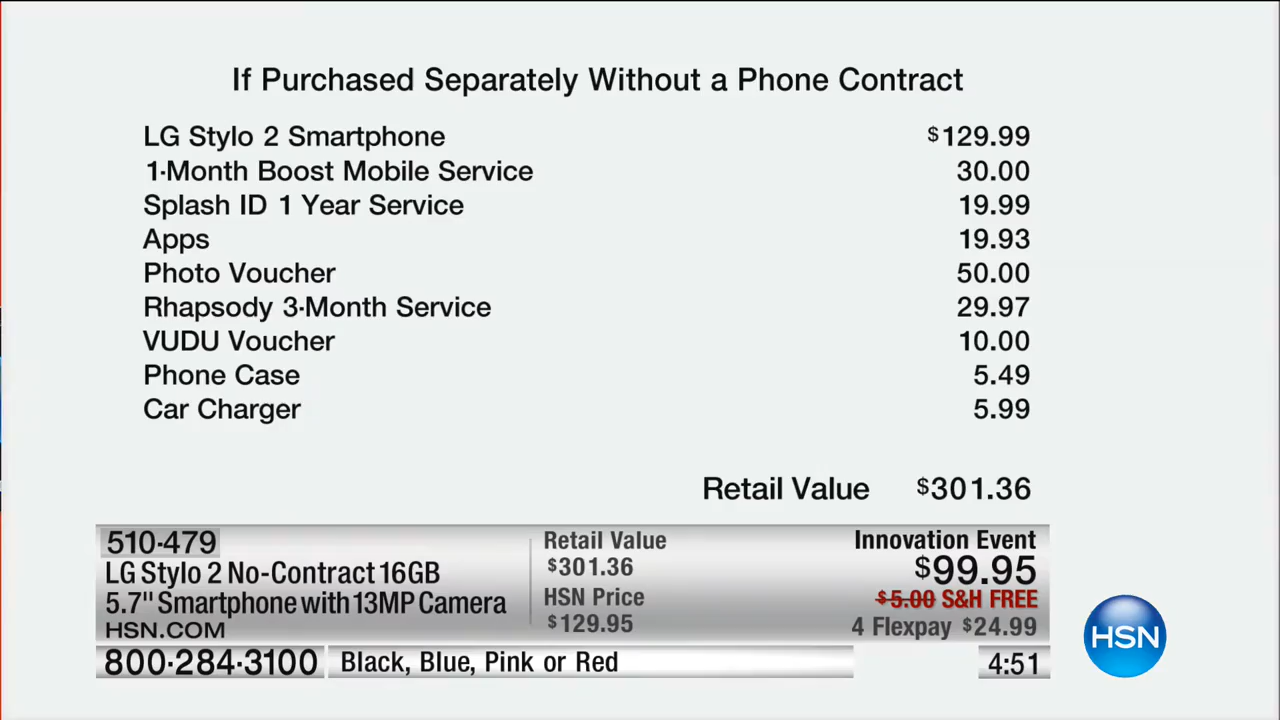 If Purchased Separately Without a Phone Contract
LG Stylo 2 Smartphone $129.99
1-Month Boost Mobile Service 30.00
Splash ID 1 Year Service 19.99
Apps 19.93
Photo Voucher 50.00
Rhapsody 3-Month Service 29.97
VUDU Voucher 10.00
Phone Case 5.49
Car Charger 5.99
Retail Value $301.36
510-479
LG Stylo 2 No-Contract 16GB
5.7" Smartphone with 13MP Camera
HSN.COM
Retail Value
$301.36
HSN Price
$129.95
Innovation Event
$99.95
$5.00 S&H FREE
4 Flexpay $24.99
HSN
800-284-3100 Black, Blue, Pink or Red 4:51